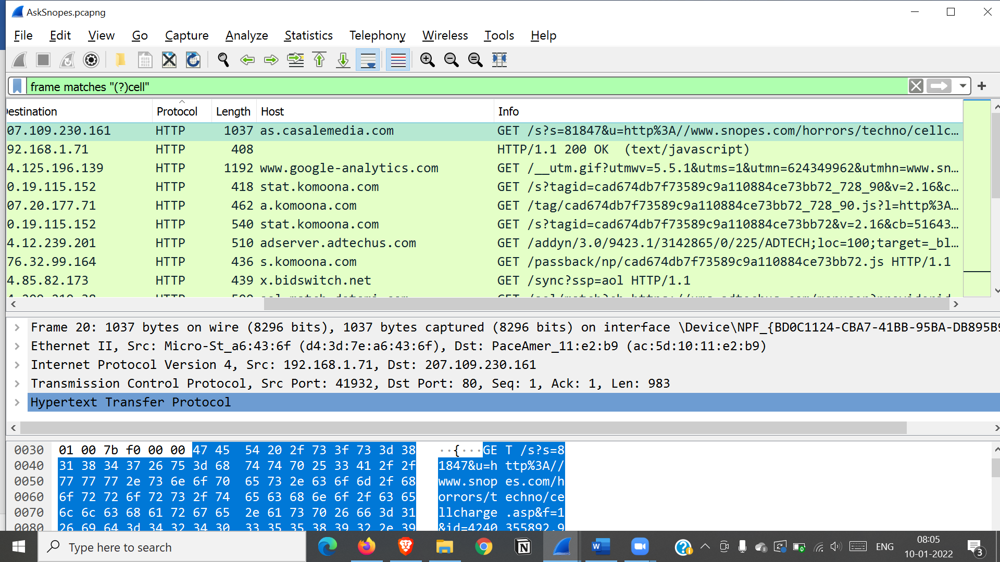 AskSnopes.pcapng
File Edit View Go Capture Analyze Statistics Telephony Wireless Tools Help
frame matches "(?)cell"
Destination Protocol Length Host Info
07.109.230.161 HTTP 1037 as.casalemedia.com GET /s?s=81847&u=http%3A//www.snopes.com/horrors/techno/cellc…
92.168.1.71 HTTP 408 HTTP/1.1 200 OK (text/javascript)
4.125.196.139 HTTP 1192 www.google-analytics.com GET /__utm.gif?utmwv=5.5.1&utms=1&utmn=624349962&utmhn=www.sn…
0.19.115.152 HTTP 418 stat.komoona.com GET /s?tagid=cad674db7f73589c9a110884ce73bb72_728_90&v=2.16&c…
07.20.177.71 HTTP 462 a.komoona.com GET /tag/cad674db7f73589c9a110884ce73bb72_728_90.js?l=http%3A…
0.19.115.152 HTTP 540 stat.komoona.com GET /s?tagid=cad674db7f73589c9a110884ce73bb72&v=2.16&cb=51643…
4.12.239.201 HTTP 510 adserver.adtechus.com GET /addyn/3.0/9423.1/3142865/0/225/ADTECH;loc=100;target=_bl…
76.32.99.164 HTTP 436 s.komoona.com GET /passback/np/cad674db7f73589c9a110884ce73bb72.js HTTP/1.1
4.85.82.173 HTTP 439 x.bidswitch.net GET /sync?ssp=aol HTTP/1.1
Frame 20: 1037 bytes on wire (8296 bits), 1037 bytes captured (8296 bits) on interface \Device\NPF_{BD0C1124-CBA7-41BB-95BA-DB895B9
Ethernet II, Src: Micro-St_a6:43:6f (d4:3d:7e:a6:43:6f), Dst: PaceAmer_11:e2:b9 (ac:5d:10:11:e2:b9)
Internet Protocol Version 4, Src: 192.168.1.71, Dst: 207.109.230.161
Transmission Control Protocol, Src Port: 41932, Dst Port: 80, Seq: 1, Ack: 1, Len: 983
Hypertext Transfer Protocol
0030 01 00 7b f0 00 00 47 45 54 20 2f 73 3f 73 3d 38 ··{···GE T /s?s=8
0040 31 38 34 37 26 75 3d 68 74 74 70 25 33 41 2f 2f 1847&u=h ttp%3A//
0050 77 77 77 2e 73 6e 6f 70 65 73 2e 63 6f 6d 2f 68 www.snop es.com/h
0060 6f 72 72 6f 72 73 2f 74 65 63 68 6e 6f 2f 63 65 orrors/t echno/ce
0070 6c 6c 63 68 61 72 67 65 2e 61 73 70 26 66 3d 31 llcharge .asp&f=1
0080 26 69 64 3d 34 32 34 30 33 35 35 38 39 32 2e 39 &id=4240 355892.9
Type here to search
ENG
08:05
10-01-2022
3